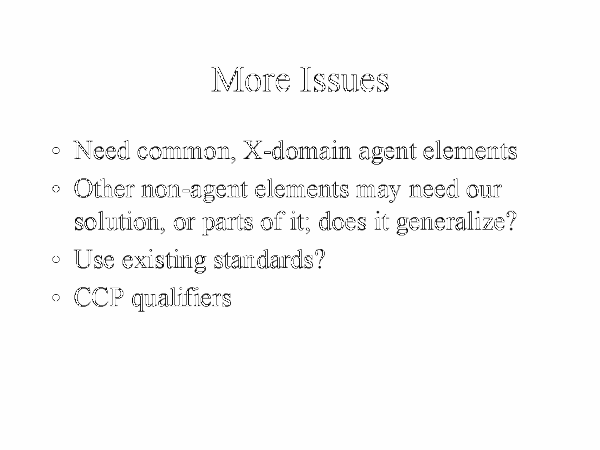 More Issues
• Need common, X-domain agent elements
• Other non-agent elements may need our
solution, or parts of it; does it generalize?
• Use existing standards?
• CCP qualifiers